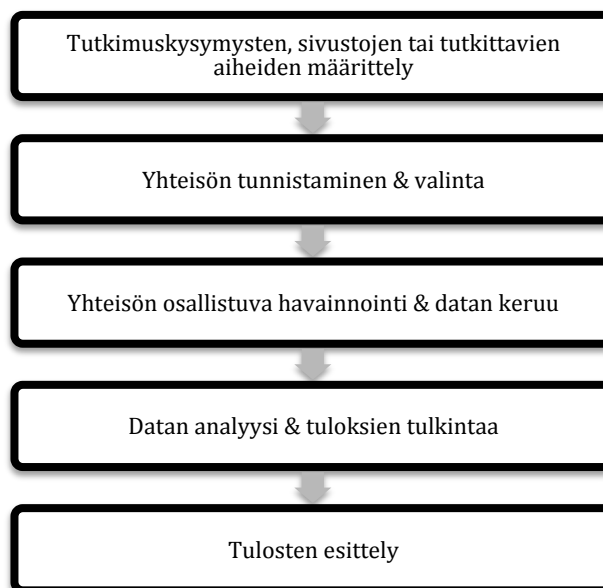 Tutkimuskysymysten, sivustojen tai tutkittavien
aiheiden määrittely
Yhteisön tunnistaminen & valinta
Yhteisön osallistuva havainnointi & datan keruu
Datan analyysi & tuloksien tulkintaa
Tulosten esittely